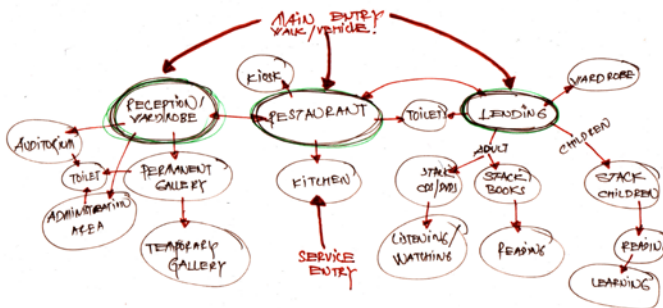 MAIN ENTRY
WALK/VEHICLE.
KIOSK
WARDROBE
RECEPTION/
WARDROBE
RESTAURANT
TOILETS
LENDING
AUDITORIUM
ADULT
CHILDREN
TOILET
PERMANENT
GALLERY
KITCHEN
STACK
CDS/DVDS
STACK
BOOKS
STACK
CHILDREN
ADMINISTRATION
AREA
TEMPORARY
GALLERY
SERVICE
ENTRY
LISTENING/
WATCHING
READING
READING
LEARNING